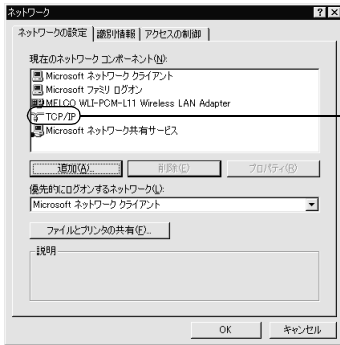 ネットワーク
ネットワークの設定 識別情報 アクセスの制御
現在のネットワーク コンポーネント(N):
Microsoft ネットワーク クライアント
Microsoft ファミリ ログオン
MELCO WLI-PCM-L11 Wireless LAN Adapter
TCP/IP
Microsoft ネットワーク共有サービス
追加(A)... 削除(E) プロパティ(R)
優先的にログオンするネットワーク(L):
Microsoft ネットワーク クライアント
ファイルとプリンタの共有(F)...
説明
OK キャンセル